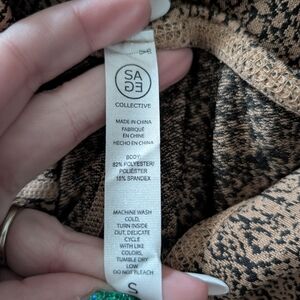 SA
GE
COLLECTIVE
MADE IN CHINA
FABRIQUÉ
EN CHINE
HECHO EN CHINA
BODY:
82% POLYESTER/
POLIÉSTER
18% SPANDEX
MACHINE WASH
COLD,
TURN INSIDE
OUT, DELICATE
CYCLE
WITH LIKE
COLORS,
TUMBLE DRY
LOW
DO NOT BLEACH
S